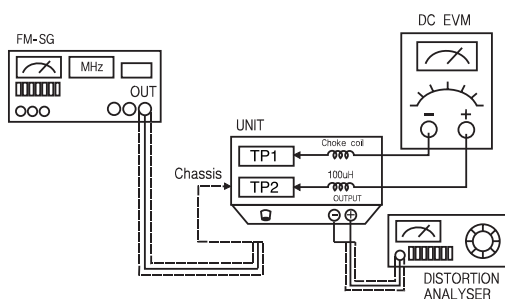 DC EVM
FM-SG
MHz
OUT
− +
UNIT
TP1
Choke coil
Chassis
TP2
100uH
OUTPUT
− +
DISTORTION
ANALYSER